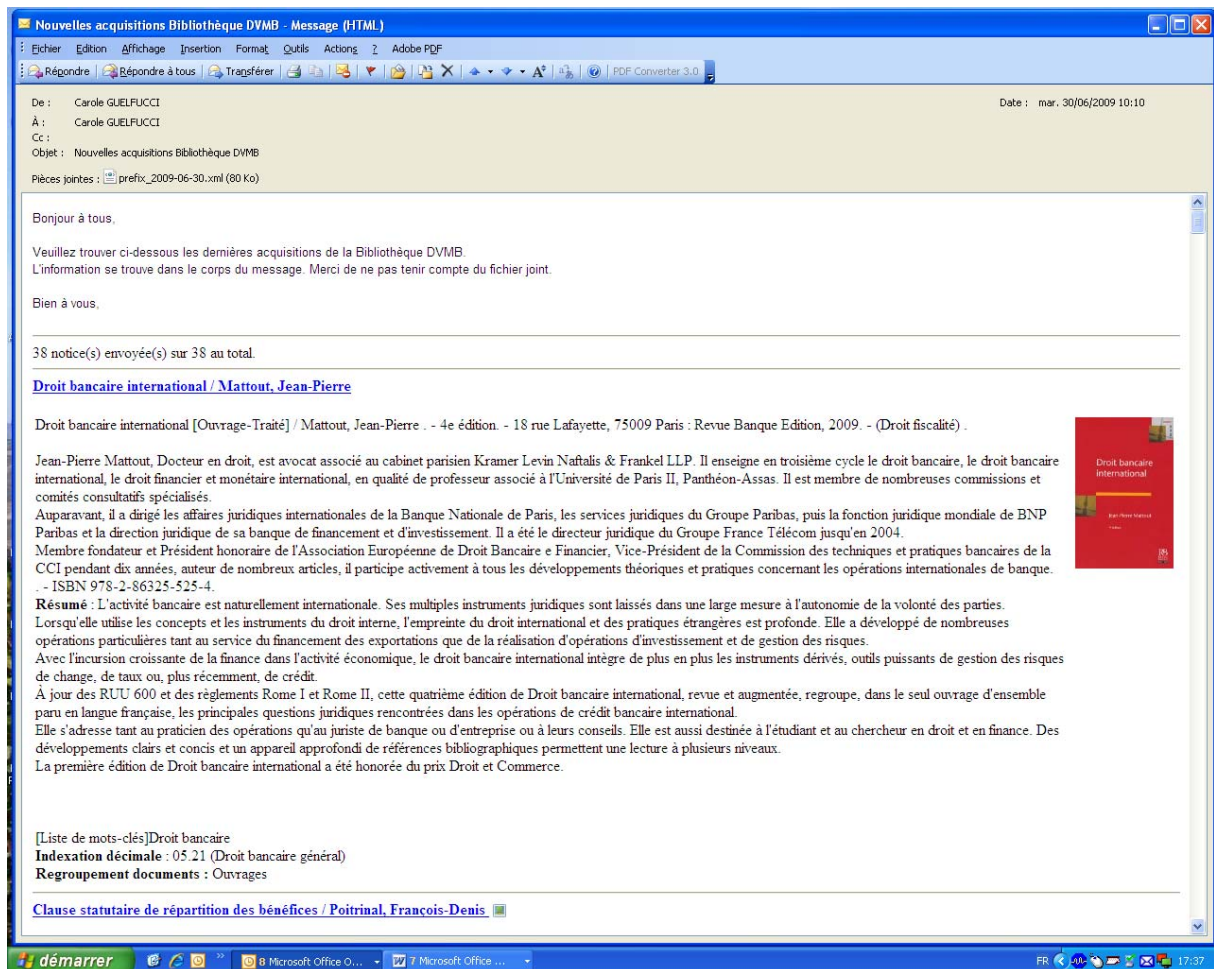 Nouvelles acquisitions Bibliothèque DVMB - Message (HTML)
Fichier Edition Affichage Insertion Format Outils Actions ? Adobe PDF
Répondre Répondre à tous Transférer PDF Converter 3.0
De : Carole GUELFUCCI Date : mar. 30/06/2009 10:10
À : Carole GUELFUCCI
Cc :
Objet : Nouvelles acquisitions Bibliothèque DVMB
Pièces jointes : prefix_2009-06-30.xml (80 Ko)
Bonjour à tous,
Veuillez trouver ci-dessous les dernières acquisitions de la Bibliothèque DVMB.
L'information se trouve dans le corps du message. Merci de ne pas tenir compte du fichier joint.
Bien à vous,
38 notice(s) envoyée(s) sur 38 au total.
Droit bancaire international / Mattout, Jean-Pierre
Droit bancaire international [Ouvrage-Traité] / Mattout, Jean-Pierre . - 4e édition. - 18 rue Lafayette, 75009 Paris : Revue Banque Edition, 2009. - (Droit fiscalité) .
Jean-Pierre Mattout, Docteur en droit, est avocat associé au cabinet parisien Kramer Levin Naftalis & Frankel LLP. Il enseigne en troisième cycle le droit bancaire, le droit bancaire
international, le droit financier et monétaire international, en qualité de professeur associé à l'Université de Paris II, Panthéon-Assas. Il est membre de nombreuses commissions et
comités consultatifs spécialisés.
Auparavant, il a dirigé les affaires juridiques internationales de la Banque Nationale de Paris, les services juridiques du Groupe Paribas, puis la fonction juridique mondiale de BNP
Paribas et la direction juridique de sa banque de financement et d'investissement. Il a été le directeur juridique du Groupe France Télécom jusqu'en 2004.
Membre fondateur et Président honoraire de l'Association Européenne de Droit Bancaire e Financier, Vice-Président de la Commission des techniques et pratiques bancaires de la
CCI pendant dix années, auteur de nombreux articles, il participe activement à tous les développements théoriques et pratiques concernant les opérations internationales de banque.
. - ISBN 978-2-86325-525-4.
Résumé : L'activité bancaire est naturellement internationale. Ses multiples instruments juridiques sont laissés dans une large mesure à l'autonomie de la volonté des parties.
Lorsqu'elle utilise les concepts et les instruments du droit interne, l'empreinte du droit international et des pratiques étrangères est profonde. Elle a développé de nombreuses
opérations particulières tant au service du financement des exportations que de la réalisation d'opérations d'investissement et de gestion des risques.
Avec l'incursion croissante de la finance dans l'activité économique, le droit bancaire international intègre de plus en plus les instruments dérivés, outils puissants de gestion des risques
de change, de taux ou, plus récemment, de crédit.
À jour des RUU 600 et des règlements Rome I et Rome II, cette quatrième édition de Droit bancaire international, revue et augmentée, regroupe, dans le seul ouvrage d'ensemble
paru en langue française, les principales questions juridiques rencontrées dans les opérations de crédit bancaire international.
Elle s'adresse tant au praticien des opérations qu'au juriste de banque ou d'entreprise ou à leurs conseils. Elle est aussi destinée à l'étudiant et au chercheur en droit et en finance. Des
développements clairs et concis et un appareil approfondi de références bibliographiques permettent une lecture à plusieurs niveaux.
La première édition de Droit bancaire international a été honorée du prix Droit et Commerce.
Droit bancaire
international
Jean-Pierre Mattout
[Liste de mots-clés]Droit bancaire
Indexation décimale : 05.21 (Droit bancaire général)
Regroupement documents : Ouvrages
Clause statutaire de répartition des bénéfices / Poitrinal, François-Denis
démarrer 8 Microsoft Office O... 7 Microsoft Office ... FR 17:37